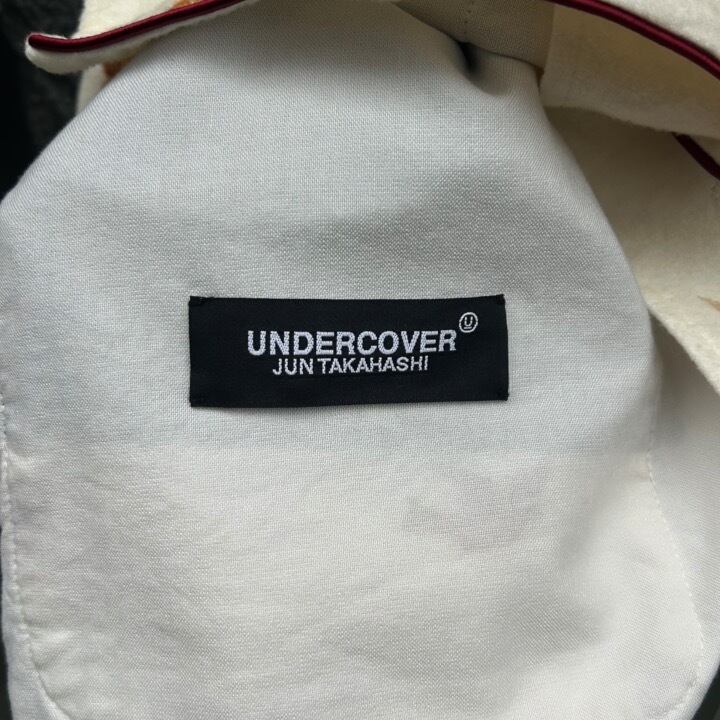 UNDERCOVER Ⓤ
JUN TAKAHASHI